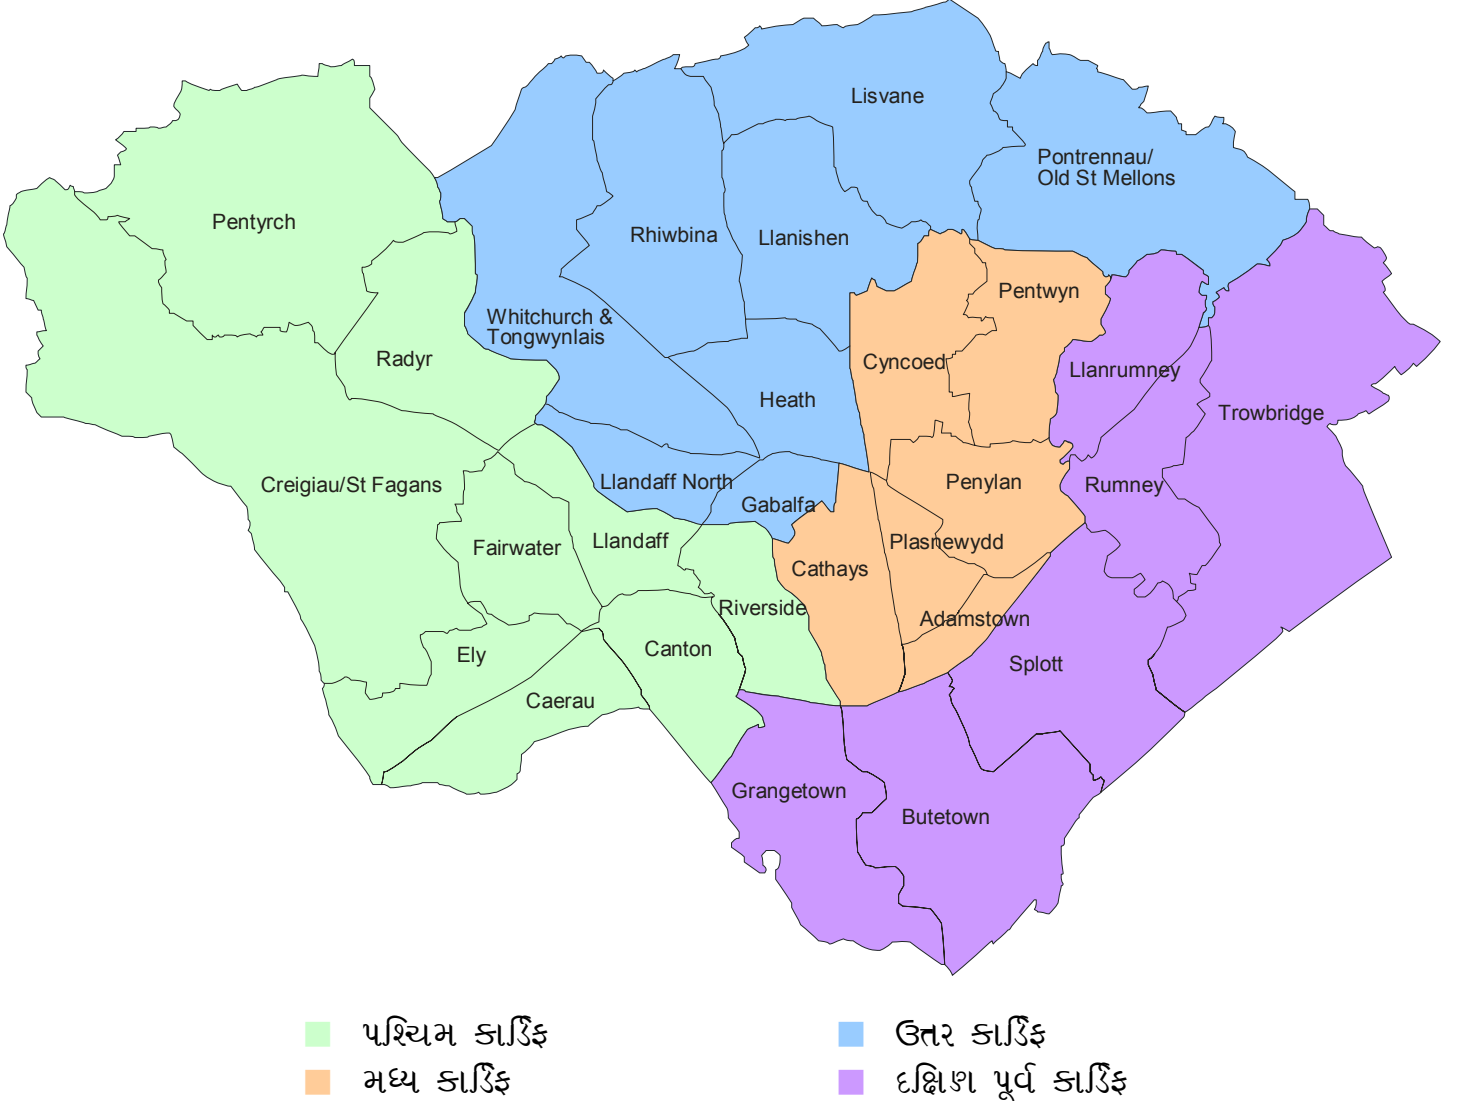 Lisvane
Pontrennau/
Old St Mellons
Pentyrch
Rhiwbina
Llanishen
Pentwyn
Whitchurch &
Tongwynlais
Radyr
Cyncoed
Llanrumney
Heath
Trowbridge
Creigiau/St Fagans
Llandaff North
Penylan
Rumney
Gabalfa
Fairwater
Llandaff
Plasnewydd
Cathays
Riverside
Adamstown
Ely
Canton
Splott
Caerau
Grangetown
Butetown
પશ્ચિમ કાર્ડિફ
ઉતર કાર્ડિફ
મધ્ય કાર્ડિફ
દક્ષિણ પૂર્વ કાર્ડિફ